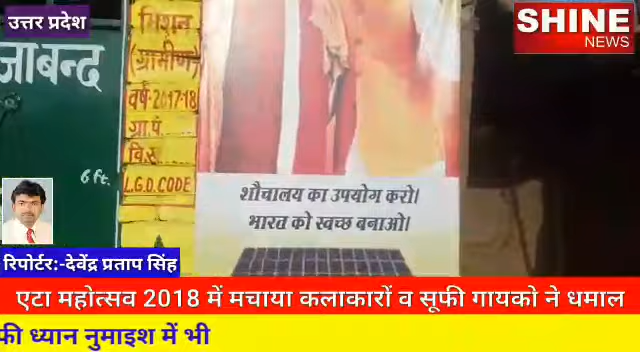 उत्तर प्रदेश
SHINE
NEWS
मिशन
(ग्रामीण)
जाबन्द
वर्ष-2017-18
ग्रा.पं.
वि.ख.
6 ft.
L.G.D.CODE
शौचालय का उपयोग करो।
भारत को स्वच्छ बनाओ।
रिपोर्टर:-देवेंद्र प्रताप सिंह
एटा महोत्सव 2018 में मचाया कलाकारों व सूफी गायको ने धमाल
फी ध्यान नुमाइश में भी